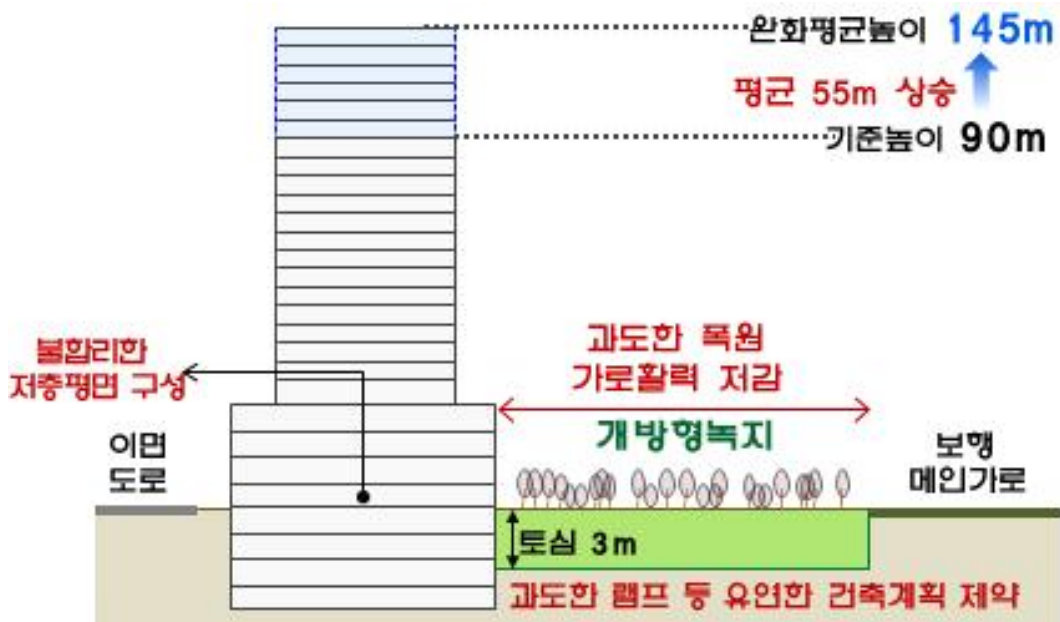 완화평균높이 145m
평균 55m 상승
기준높이 90m
불합리한
저층평면 구성
과도한 폭원
가로활력 저감
개방형녹지
이면
도로
보행
메인가로
토심 3m
과도한 램프 등 유연한 건축계획 제약